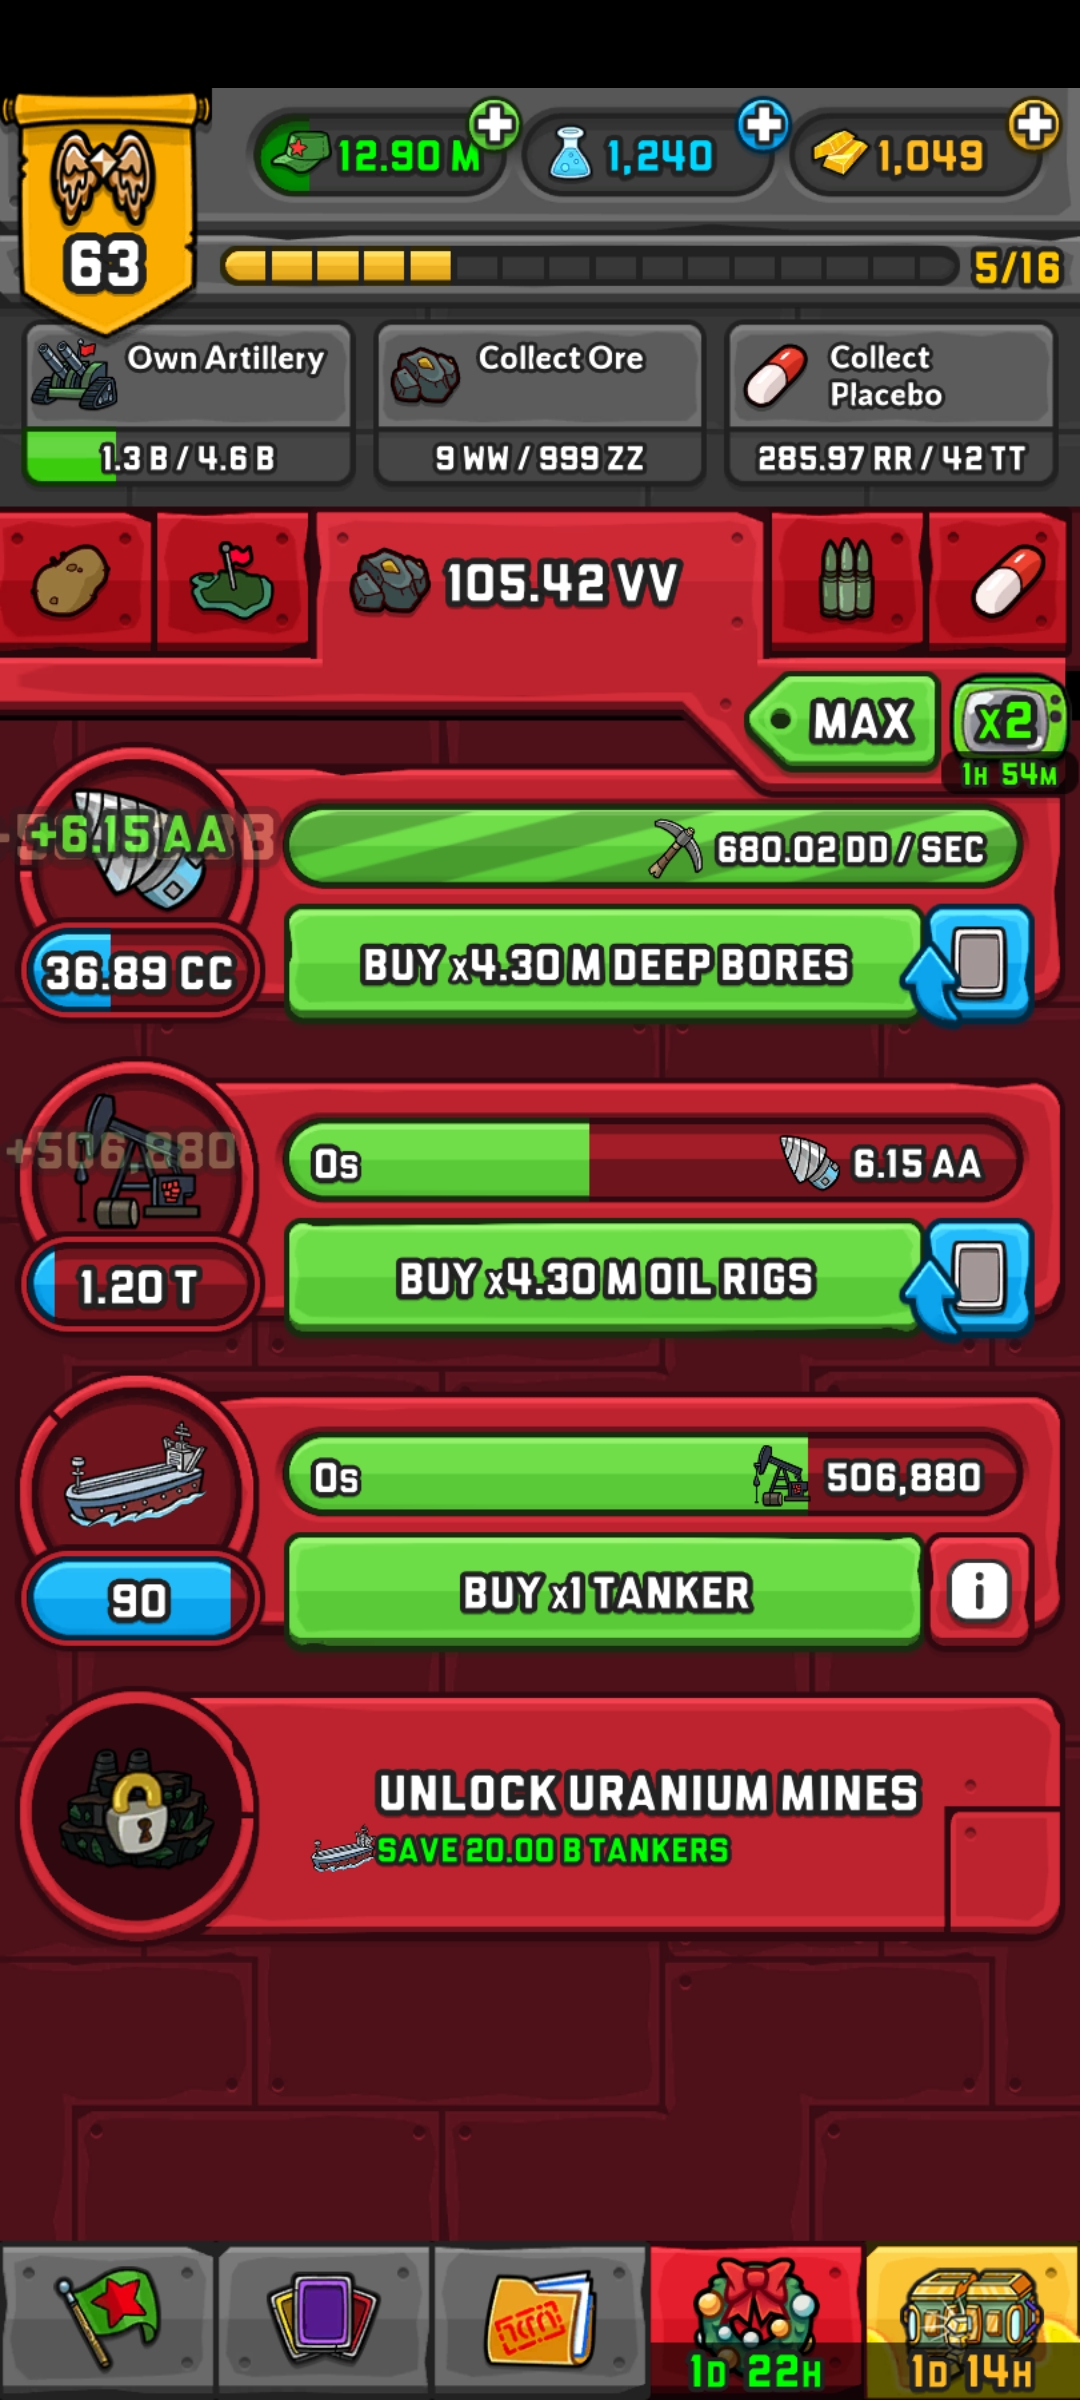 12.90 M
1,240
1,049
63
5/16
Own Artillery
1.3 B / 4.6 B
Collect Ore
9 WW / 999 ZZ
Collect
Placebo
285.97 RR / 42 TT
105.42 VV
MAX
x2
1H 54M
+6.15 AA
680.02 DD / SEC
36.89 CC
BUY x4.30 M DEEP BORES
+506,880
0s
6.15 AA
1.20 T
BUY x4.30 M OIL RIGS
0s
506,880
90
BUY x1 TANKER
i
UNLOCK URANIUM MINES
SAVE 20.00 B TANKERS
1D 22H
1D 14H